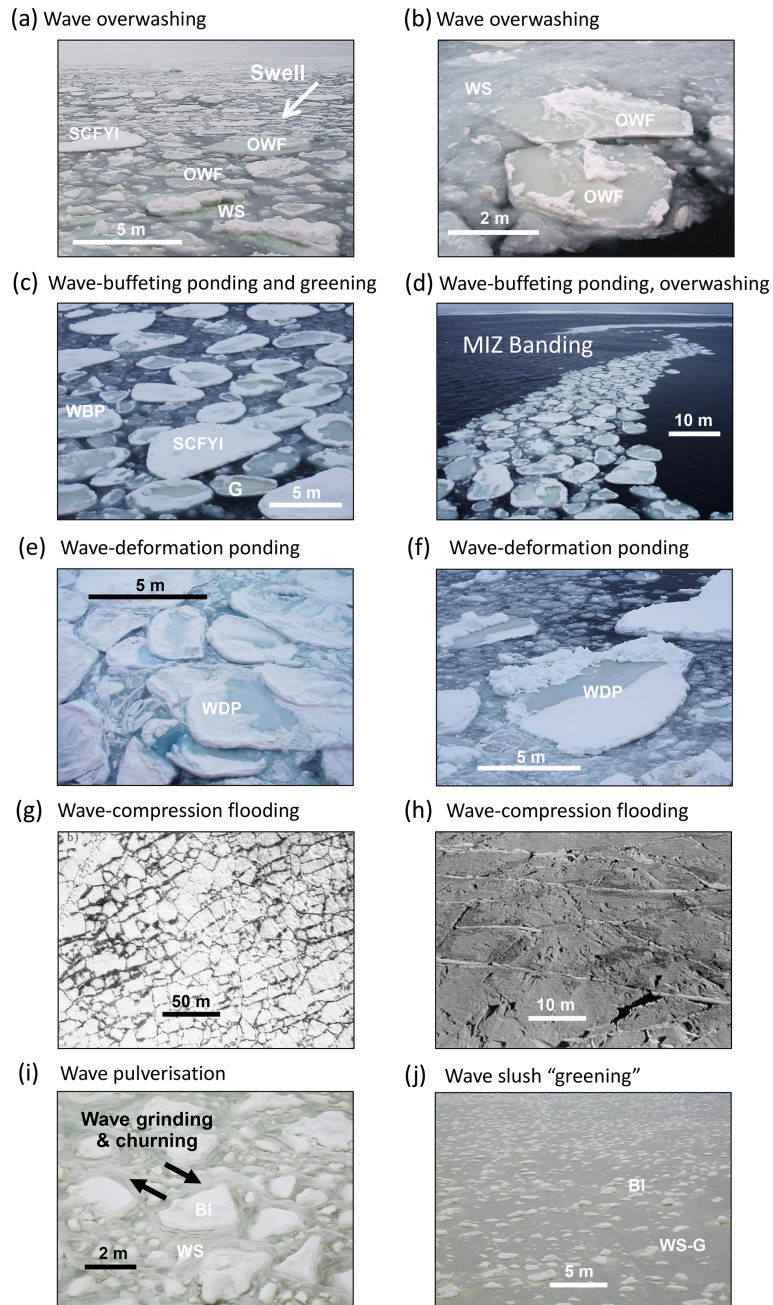 (a) Wave overwashing
Swell
SCFYI
OWF
OWF
WS
5 m
(b) Wave overwashing
WS
OWF
OWF
2 m
(c) Wave-buffeting ponding and greening
WBP
SCFYI
G
5 m
(d) Wave-buffeting ponding, overwashing
MIZ Banding
10 m
(e) Wave-deformation ponding
5 m
WDP
(f) Wave-deformation ponding
WDP
5 m
(g) Wave-compression flooding
b)
50 m
(h) Wave-compression flooding
10 m
(i) Wave pulverisation
Wave grinding
& churning
BI
WS
2 m
(j) Wave slush “greening”
BI
WS-G
5 m